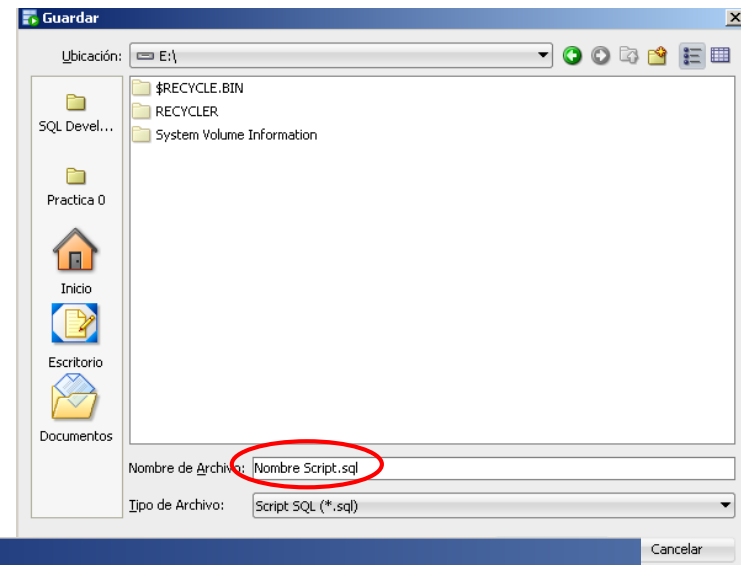 Guardar
Ubicación:
E:\
$RECYCLE.BIN
RECYCLER
System Volume Information
SQL Devel...
Practica 0
Inicio
Escritorio
Documentos
Nombre de Archivo: Nombre Script.sql
Tipo de Archivo: Script SQL (*.sql)
Cancelar